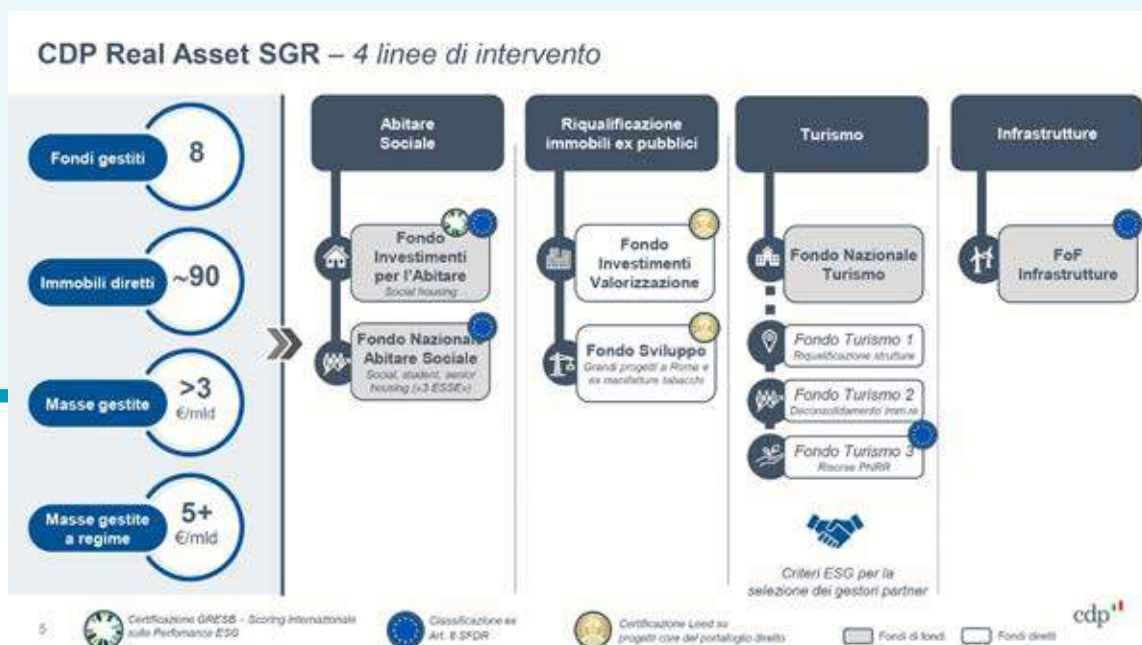 CDP Real Asset SGR – 4 linee di intervento
Fondi gestiti
8
Immobili diretti
~90
Masse gestite
>3
€/mld
Masse gestite
a regime
5+
€/mld
Abitare
Sociale
Fondo
Investimenti
per l'Abitare
Social housing
Fondo Nazionale
Abitare Sociale
Social, student, senior
housing («3 ESSE»)
Riqualificazione
immobili ex pubblici
Fondo
Investimenti
Valorizzazione
Fondo Sviluppo
Grandi progetti a Roma e
ex manifatture tabacchi
Turismo
Fondo Nazionale
Turismo
Fondo Turismo 1
Riqualificazione strutture
Fondo Turismo 2
Deconsolidamento imm.re
Fondo Turismo 3
Risorse PNRR
Criteri ESG per la
selezione dei gestori partner
Infrastrutture
FoF
Infrastrutture
5
Certificazione GRESB – Scoring internazionale
sulle Perfomance ESG
Classificazione ex
Art. 8 SFDR
Certificazione Leed su
progetti core del portafoglio diretto
Fondi di fondi
Fondi diretti
cdp